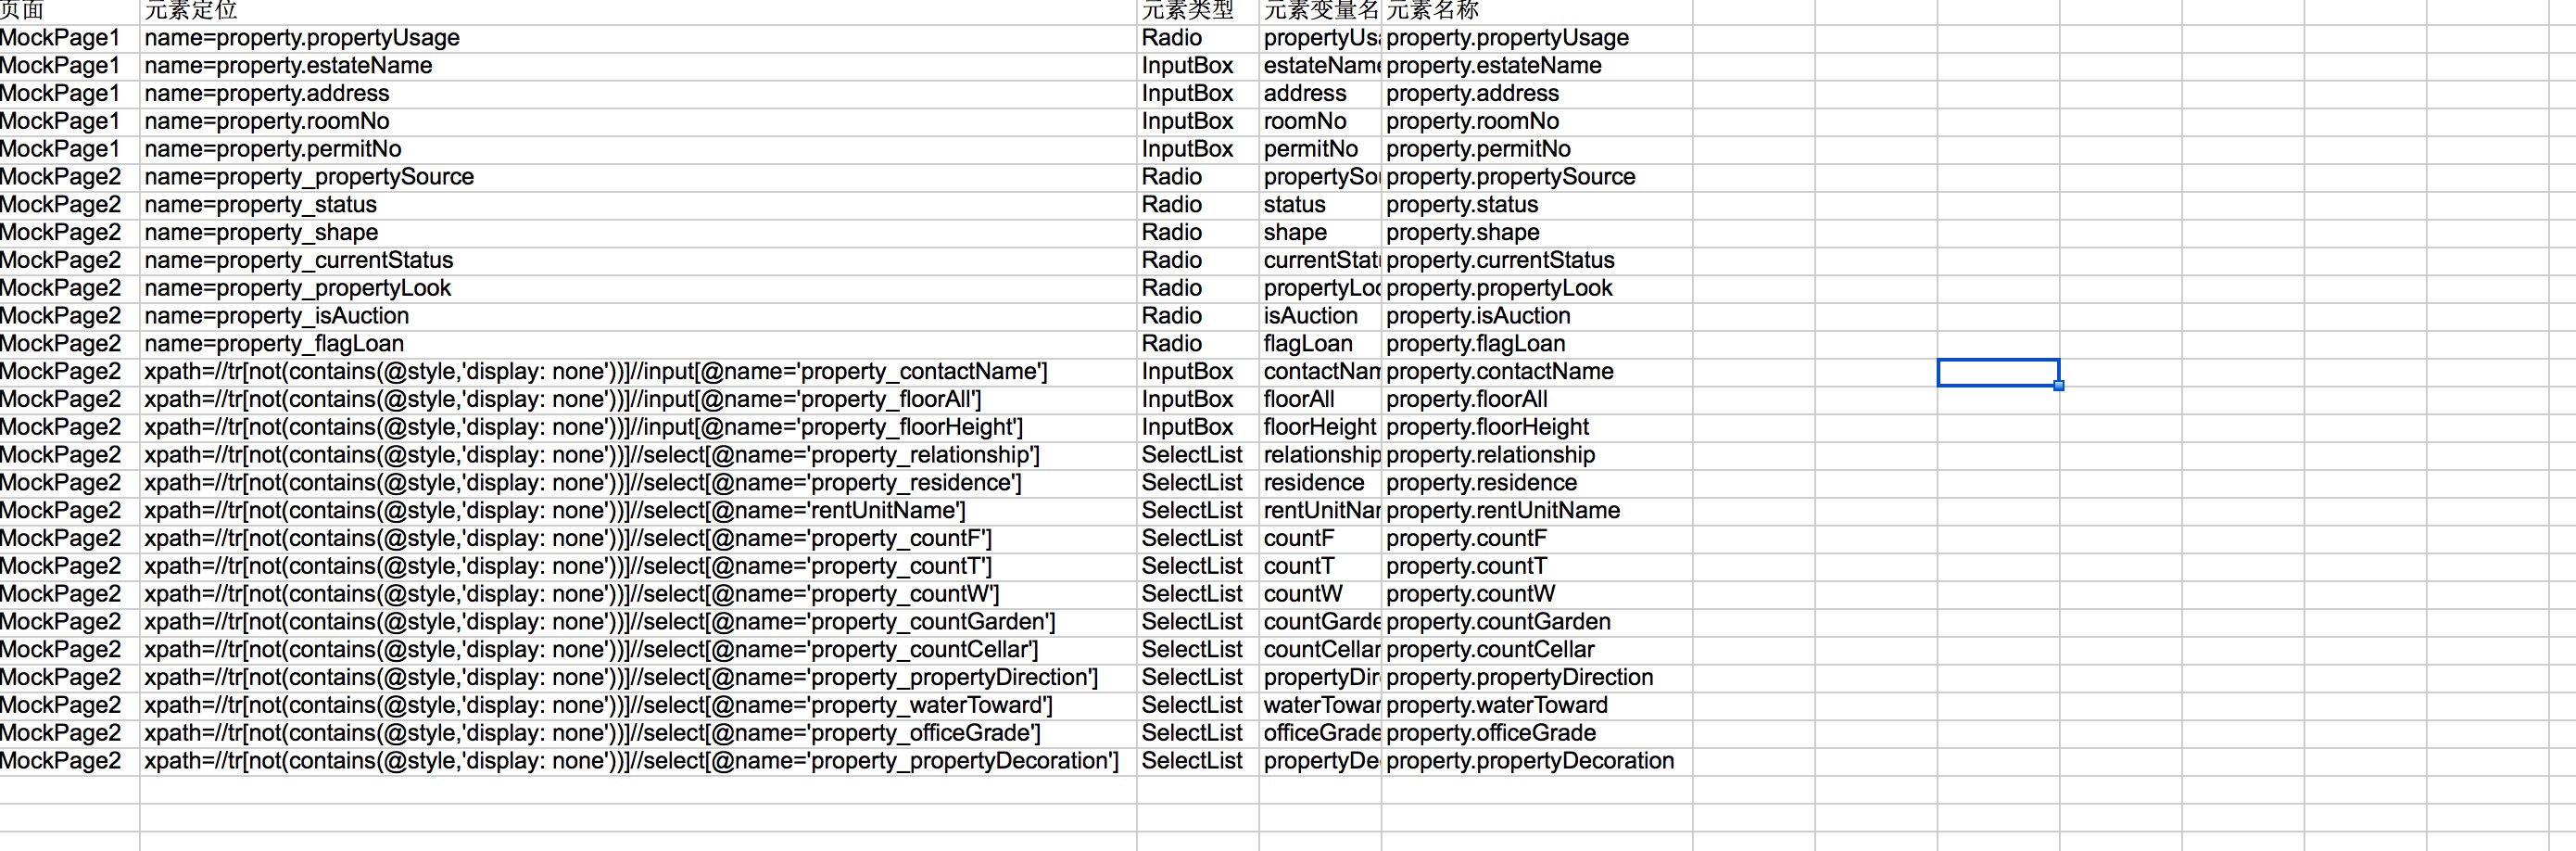 页面 元素定位 元素类型 元素变量名 元素名称
MockPage1 name=property.propertyUsage Radio propertyUsa property.propertyUsage
MockPage1 name=property.estateName InputBox estateName property.estateName
MockPage1 name=property.address InputBox address property.address
MockPage1 name=property.roomNo InputBox roomNo property.roomNo
MockPage1 name=property.permitNo InputBox permitNo property.permitNo
MockPage2 name=property_propertySource Radio propertySou property.propertySource
MockPage2 name=property_status Radio status property.status
MockPage2 name=property_shape Radio shape property.shape
MockPage2 name=property_currentStatus Radio currentStatu property.currentStatus
MockPage2 name=property_propertyLook Radio propertyLoo property.propertyLook
MockPage2 name=property_isAuction Radio isAuction property.isAuction
MockPage2 name=property_flagLoan Radio flagLoan property.flagLoan
MockPage2 xpath=//tr[not(contains(@style,'display: none'))]//input[@name='property_contactName'] InputBox contactNam property.contactName
MockPage2 xpath=//tr[not(contains(@style,'display: none'))]//input[@name='property_floorAll'] InputBox floorAll property.floorAll
MockPage2 xpath=//tr[not(contains(@style,'display: none'))]//input[@name='property_floorHeight'] InputBox floorHeight property.floorHeight
MockPage2 xpath=//tr[not(contains(@style,'display: none'))]//select[@name='property_relationship'] SelectList relationship property.relationship
MockPage2 xpath=//tr[not(contains(@style,'display: none'))]//select[@name='property_residence'] SelectList residence property.residence
MockPage2 xpath=//tr[not(contains(@style,'display: none'))]//select[@name='rentUnitName'] SelectList rentUnitNar property.rentUnitName
MockPage2 xpath=//tr[not(contains(@style,'display: none'))]//select[@name='property_countF'] SelectList countF property.countF
MockPage2 xpath=//tr[not(contains(@style,'display: none'))]//select[@name='property_countT'] SelectList countT property.countT
MockPage2 xpath=//tr[not(contains(@style,'display: none'))]//select[@name='property_countW'] SelectList countW property.countW
MockPage2 xpath=//tr[not(contains(@style,'display: none'))]//select[@name='property_countGarden'] SelectList countGarde property.countGarden
MockPage2 xpath=//tr[not(contains(@style,'display: none'))]//select[@name='property_countCellar'] SelectList countCellar property.countCellar
MockPage2 xpath=//tr[not(contains(@style,'display: none'))]//select[@name='property_propertyDirection'] SelectList propertyDir property.propertyDirection
MockPage2 xpath=//tr[not(contains(@style,'display: none'))]//select[@name='property_waterToward'] SelectList waterTowar property.waterToward
MockPage2 xpath=//tr[not(contains(@style,'display: none'))]//select[@name='property_officeGrade'] SelectList officeGrade property.officeGrade
MockPage2 xpath=//tr[not(contains(@style,'display: none'))]//select[@name='property_propertyDecoration'] SelectList propertyDe property.propertyDecoration